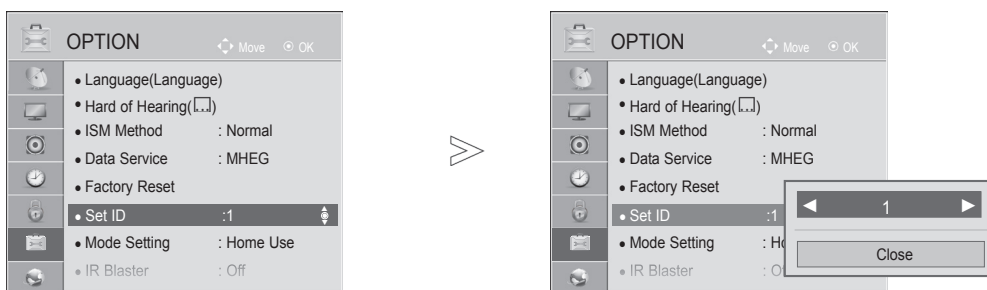 OPTION
Move OK
• Language(Language)
• Hard of Hearing( )
• ISM Method : Normal
• Data Service : MHEG
• Factory Reset
• Set ID :1
• Mode Setting : Home Use
• IR Blaster : Off
OPTION
Move OK
• Language(Language)
• Hard of Hearing( )
• ISM Method : Normal
• Data Service : MHEG
• Factory Reset
• Set ID :1
• Mode Setting : Ho
• IR Blaster : O
◀ 1 ▶
Close